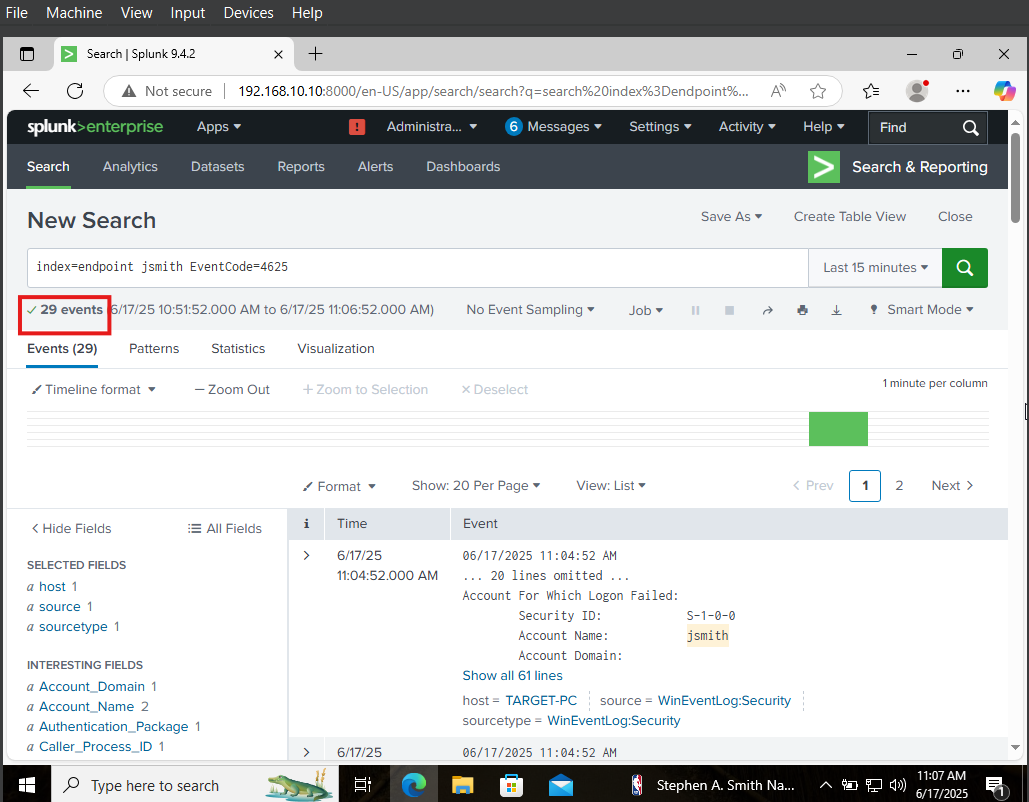 File Machine View Input Devices Help
Search | Splunk 9.4.2
Not secure 192.168.10.10:8000/en-US/app/search/search?q=search%20index%3Dendpoint%...
splunk>enterprise Apps Administra... 6 Messages Settings Activity Help Find
Search Analytics Datasets Reports Alerts Dashboards Search & Reporting
New Search Save As Create Table View Close
index=endpoint jsmith EventCode=4625 Last 15 minutes
29 events 6/17/25 10:51:52.000 AM to 6/17/25 11:06:52.000 AM) No Event Sampling Job Smart Mode
Events (29) Patterns Statistics Visualization
Timeline format — Zoom Out + Zoom to Selection × Deselect 1 minute per column
Format Show: 20 Per Page View: List < Prev 1 2 Next >
< Hide Fields All Fields i Time Event
SELECTED FIELDS
a host 1
a source 1
a sourcetype 1
INTERESTING FIELDS
a Account_Domain 1
a Account_Name 2
a Authentication_Package 1
a Caller_Process_ID 1
> 6/17/25 11:04:52.000 AM
06/17/2025 11:04:52 AM
... 20 lines omitted ...
Account For Which Logon Failed:
Security ID: S-1-0-0
Account Name: jsmith
Account Domain:
Show all 61 lines
host = TARGET-PC source = WinEventLog:Security
sourcetype = WinEventLog:Security
> 6/17/25 06/17/2025 11:04:52 AM
Type here to search Stephen A. Smith Na... 11:07 AM
6/17/2025 1